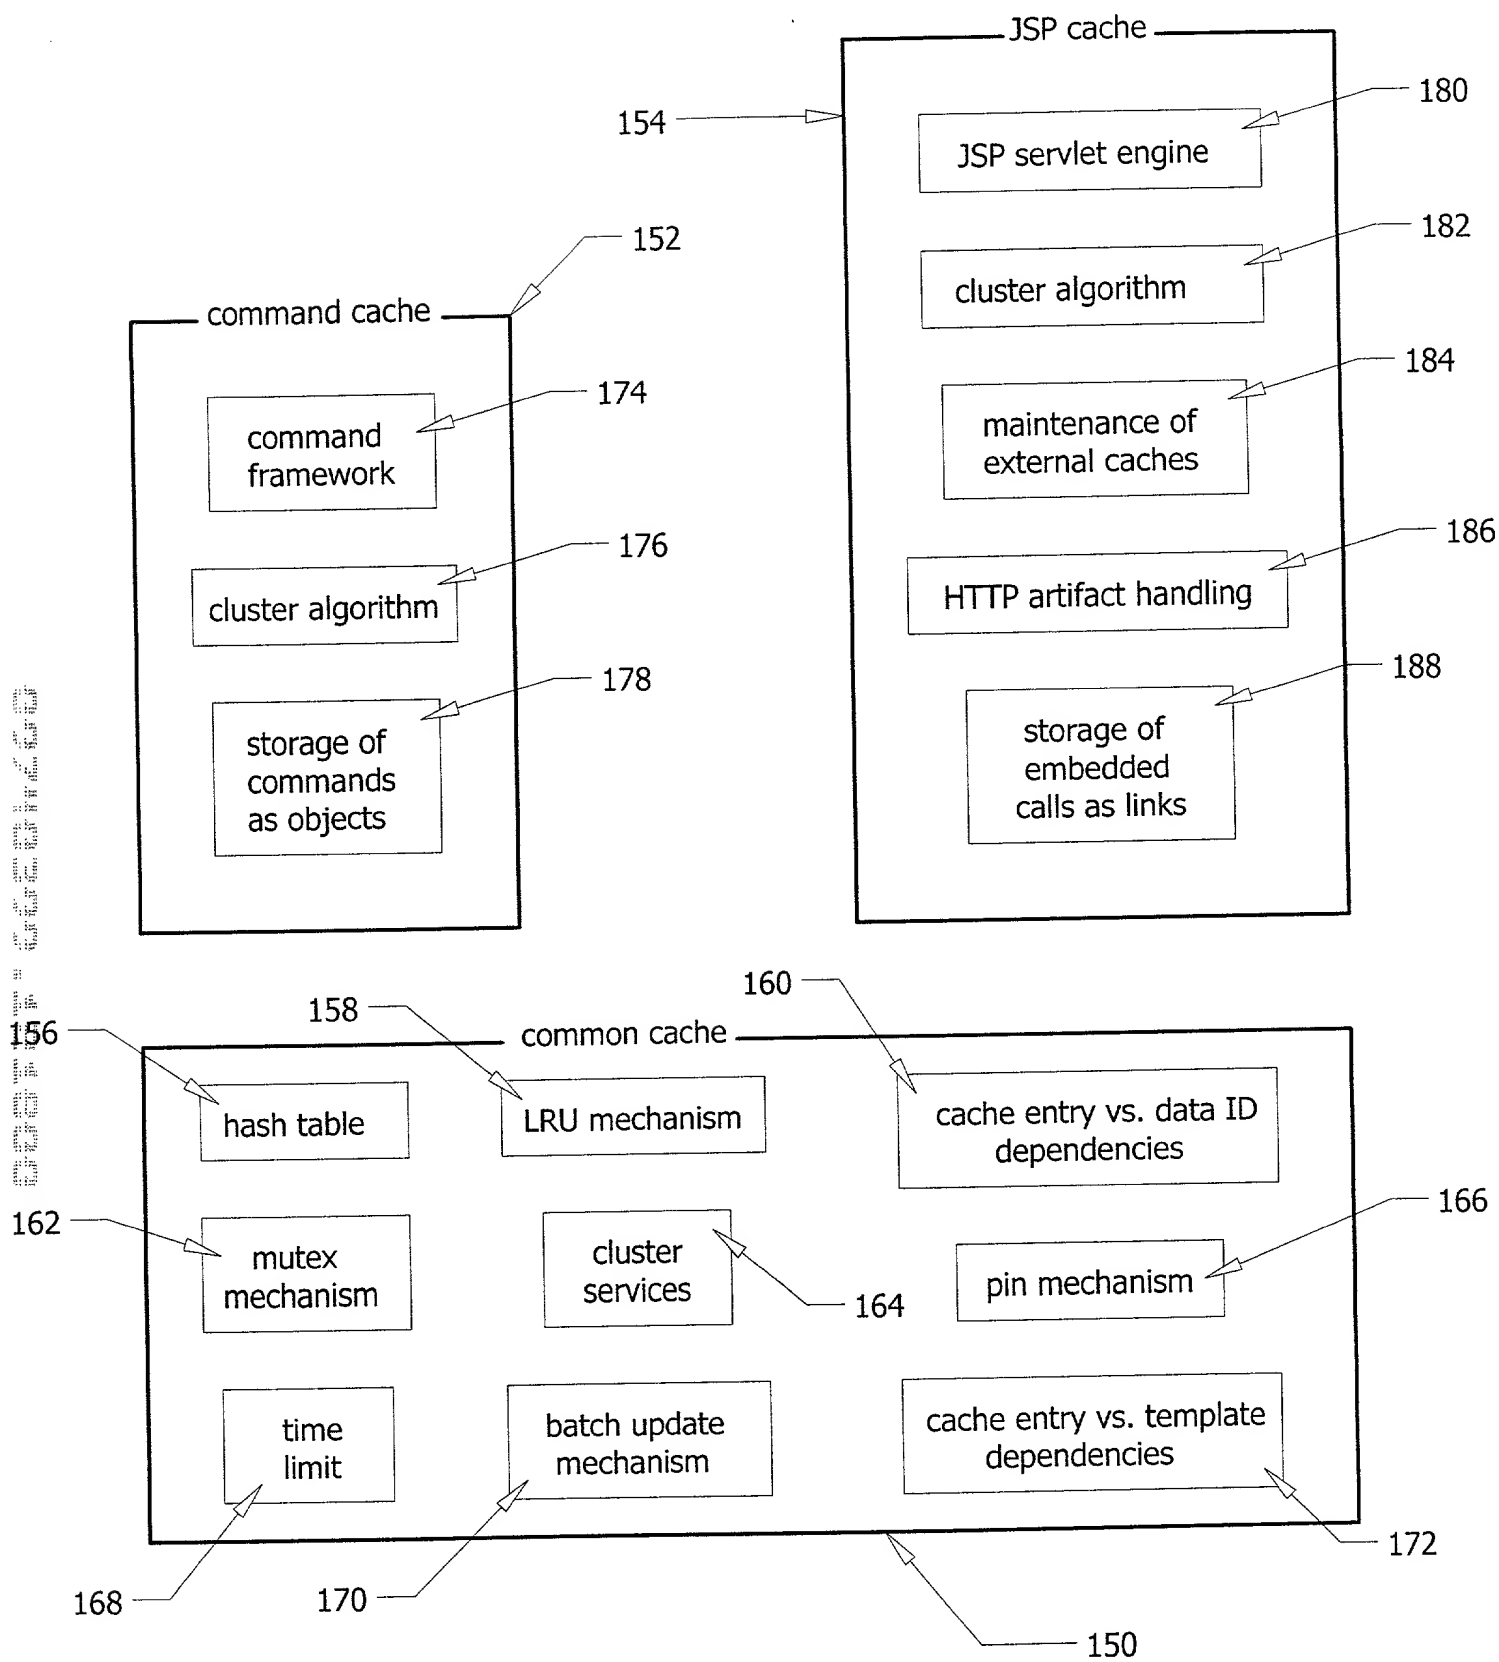 JSP cache
180
154
JSP servlet engine
182
cluster algorithm
184
maintenance of
external caches
186
HTTP artifact handling
188
storage of
embedded
calls as links
152
command cache
174
command
framework
176
cluster algorithm
178
storage of
commands
as objects
160
158
156
common cache
hash table
LRU mechanism
cache entry vs. data ID
dependencies
162
166
mutex
mechanism
cluster
services
164
pin mechanism
time
limit
batch update
mechanism
cache entry vs. template
dependencies
172
168
170
150